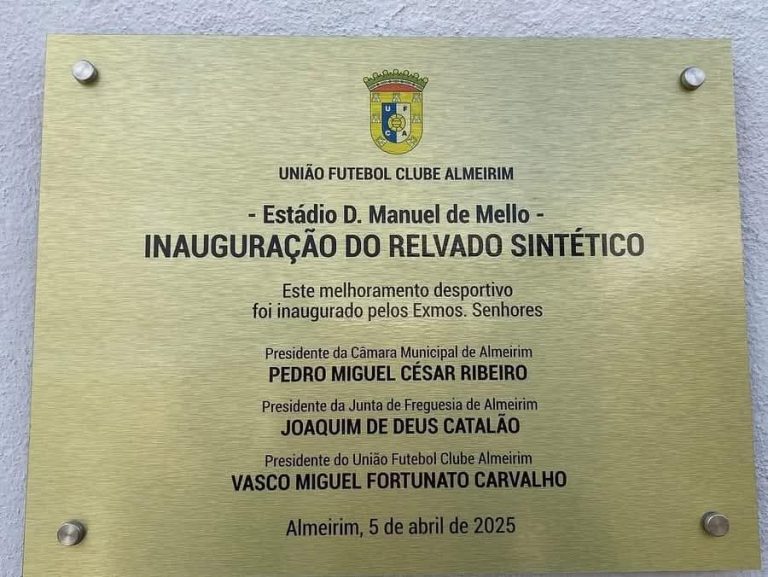 U F
C A
UNIÃO FUTEBOL CLUBE ALMEIRIM
- Estádio D. Manuel de Mello -
INAUGURAÇÃO DO RELVADO SINTÉTICO
Este melhoramento desportivo
foi inaugurado pelos Exmos. Senhores
Presidente da Câmara Municipal de Almeirim
PEDRO MIGUEL CÉSAR RIBEIRO
Presidente da Junta de Freguesia de Almeirim
JOAQUIM DE DEUS CATALÃO
Presidente do União Futebol Clube Almeirim
VASCO MIGUEL FORTUNATO CARVALHO
Almeirim, 5 de abril de 2025